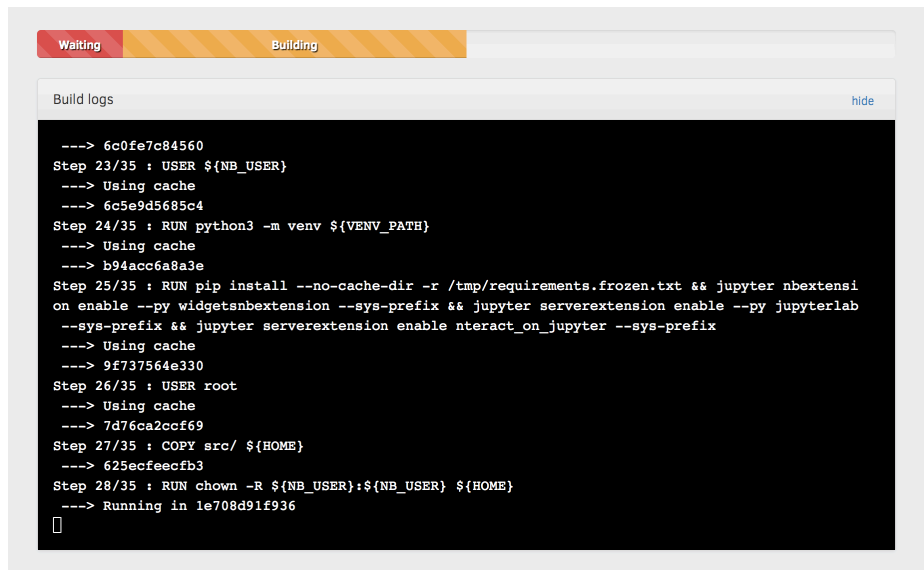 Waiting
Building
Build logs
hide
---> 6c0fe7c84560
Step 23/35 : USER ${NB_USER}
---> Using cache
---> 6c5e9d5685c4
Step 24/35 : RUN python3 -m venv ${VENV_PATH}
---> Using cache
---> b94acc6a8a3e
Step 25/35 : RUN pip install --no-cache-dir -r /tmp/requirements.frozen.txt && jupyter nbextensi
on enable --py widgetsnbextension --sys-prefix && jupyter serverextension enable --py jupyterlab
--sys-prefix && jupyter serverextension enable nteract_on_jupyter --sys-prefix
---> Using cache
---> 9f737564e330
Step 26/35 : USER root
---> Using cache
---> 7d76ca2ccf69
Step 27/35 : COPY src/ ${HOME}
---> 625ecfeecfb3
Step 28/35 : RUN chown -R ${NB_USER}:${NB_USER} ${HOME}
---> Running in 1e708d91f936